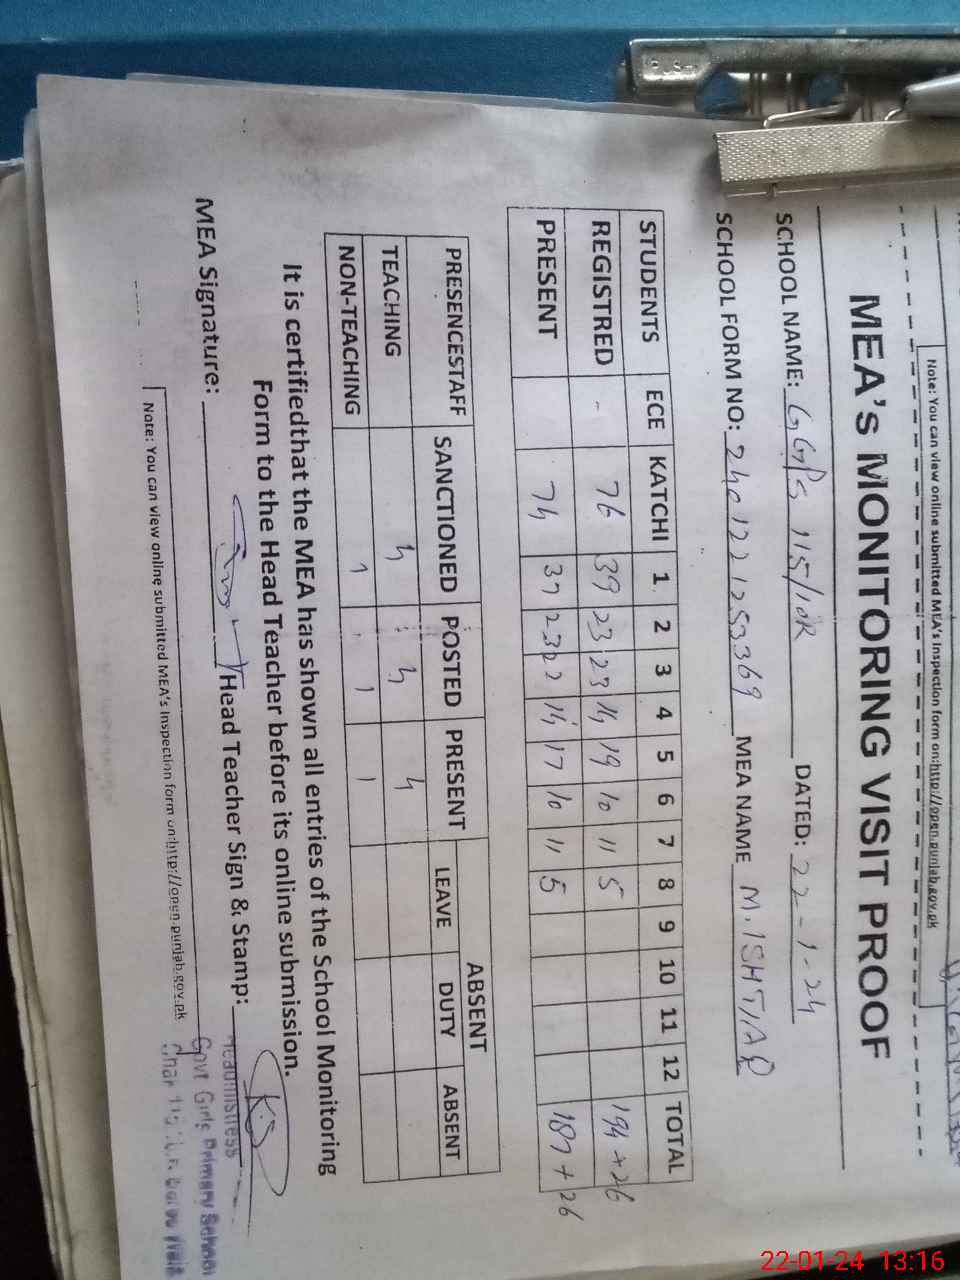 Note: You can view online submitted MEA's Inspection form on:http://open.punjab.gov.pk
MEA'S MONITORING VISIT PROOF
SCHOOL NAME: GGPS 115/10R DATED: 22-1-24
SCHOOL FORM NO: MEA NAME M.ISHTIAQ
STUDENTS ECE KATCHI 1 2 3 4 5 6 7 8 9 10 11 12 TOTAL
REGISTRED - 76 39 23 23 14 19 10 11 5 194+26
PRESENT 74 37 23 22 14 17 10 11 5 187+26
PRESENCESTAFF SANCTIONED POSTED PRESENT ABSENT
LEAVE DUTY ABSENT
TEACHING 4 4 4
NON-TEACHING 1 1 1
It is certifiedthat the MEA has shown all entries of the School Monitoring
Form to the Head Teacher before its online submission.
MEA Signature: Head Teacher Sign & Stamp:
Headmistress
Govt Girls Primary School
Note: You can view online submitted MEA's Inspection form on:http://open.punjab.gov.pk
22-01-24 13:16